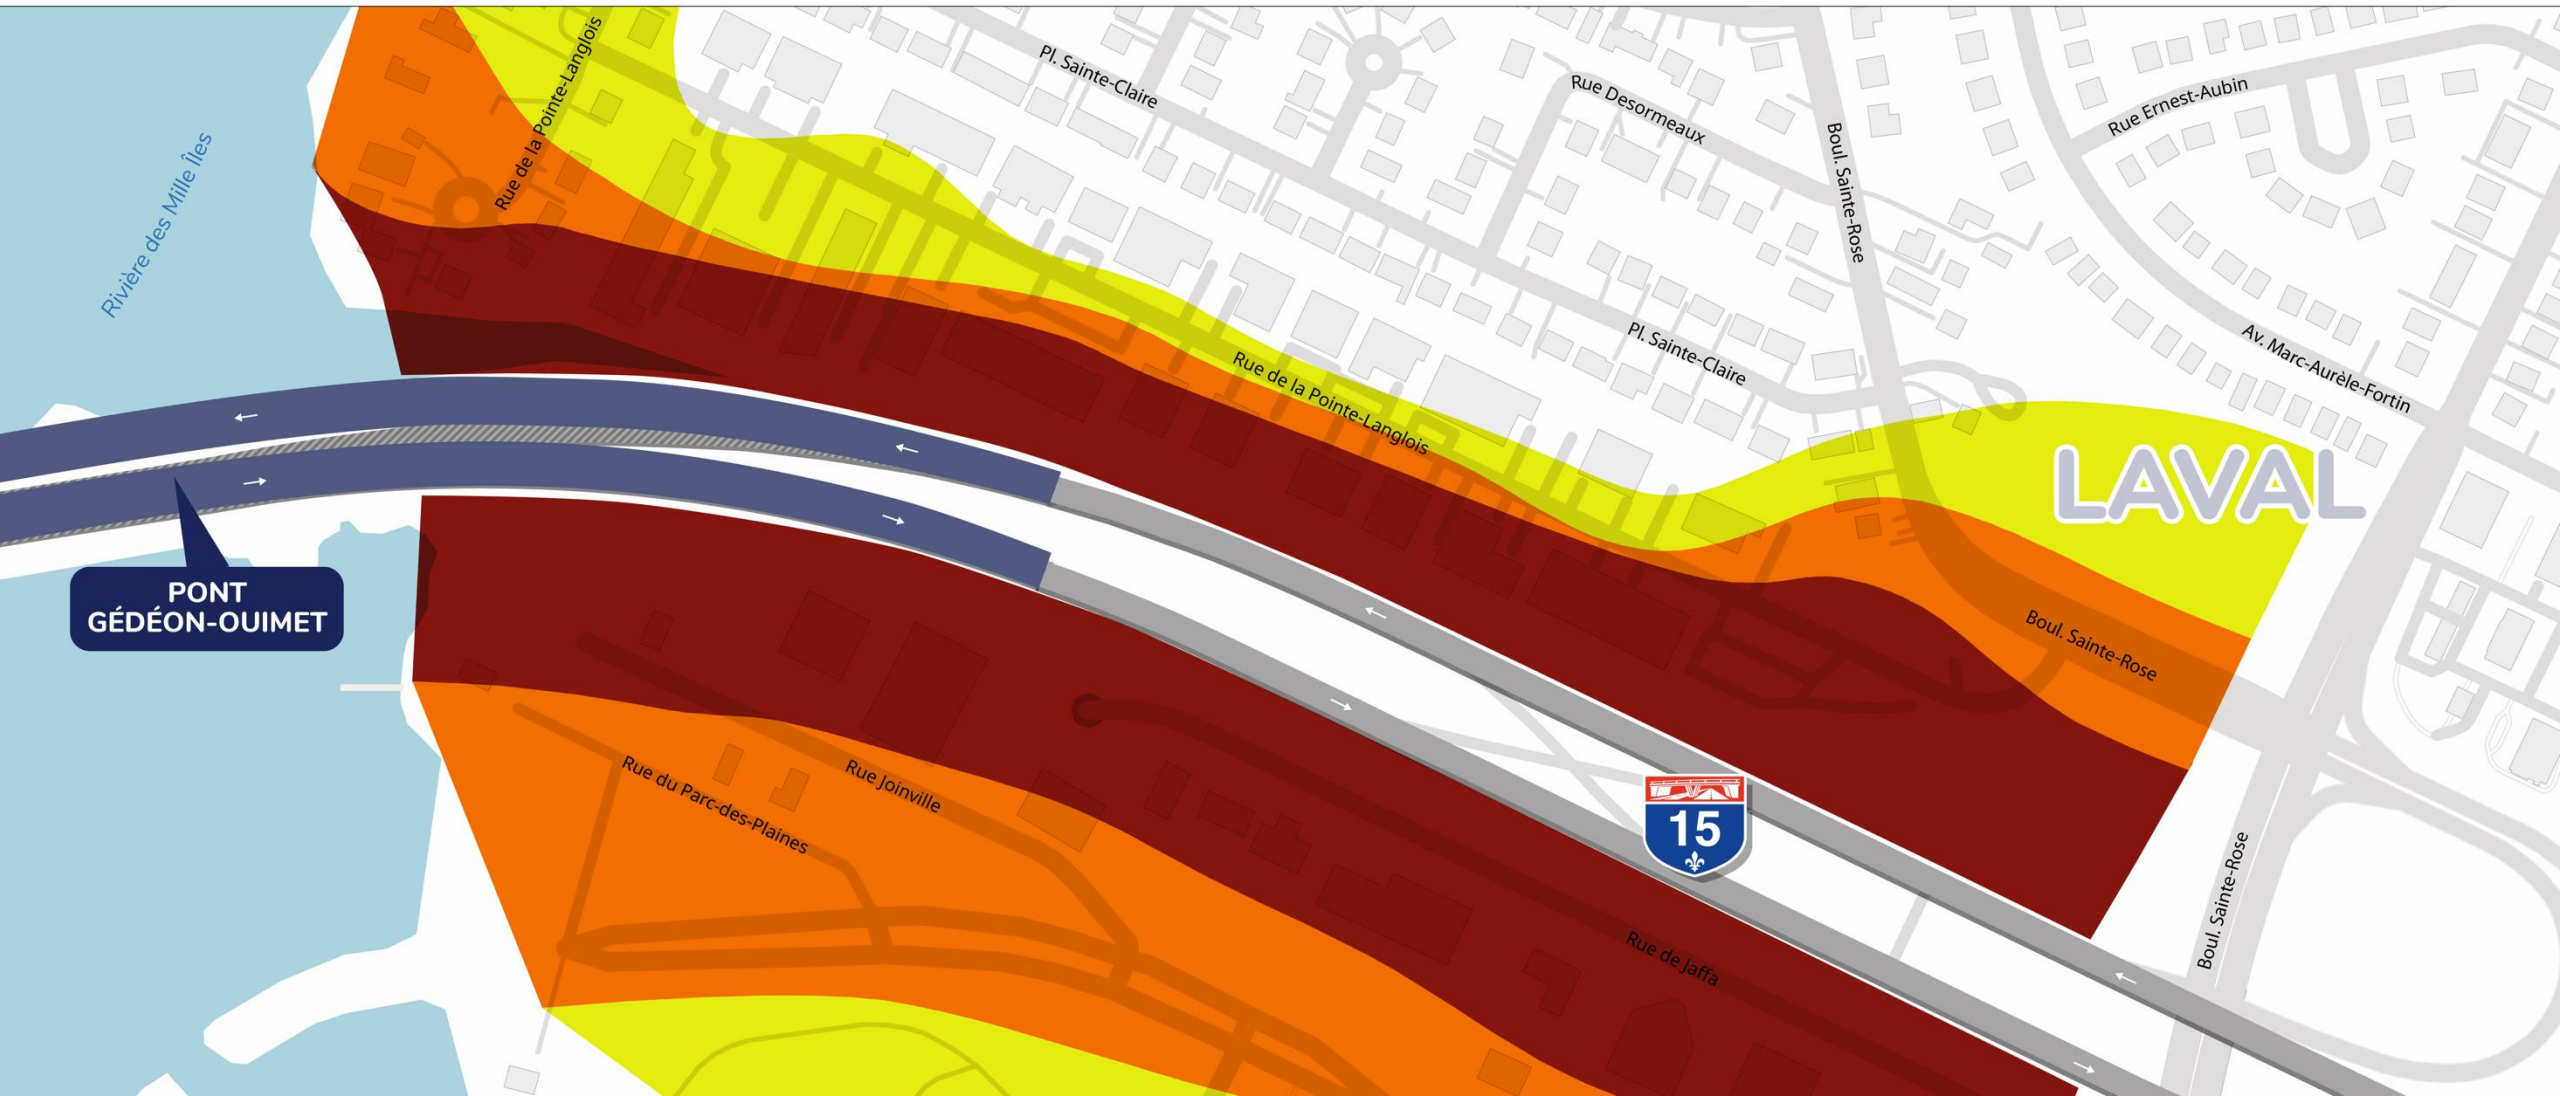 Rue de la Pointe-Langlois
Pl. Sainte-Claire
Rue Desormeaux
Boul. Sainte-Rose
Rue Ernest-Aubin
Rivière des Mille Îles
Rue de la Pointe-Langlois
Pl. Sainte-Claire
Av. Marc-Aurèle-Fortin
LAVAL
PONT
GÉDÉON-OUIMET
Boul. Sainte-Rose
Rue du Parc-des-Plaines
Rue Joinville
15
Rue de Jaffa
Boul. Sainte-Rose